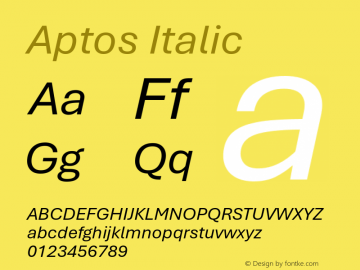 Aptos Italic
Aa Ff a
Gg Qq
ABCDEFGHIJKLMNOPQRSTUVWXYZ
abcdefghijklmnopqrstuvwxyz
0123456789
© Design by fontke.com